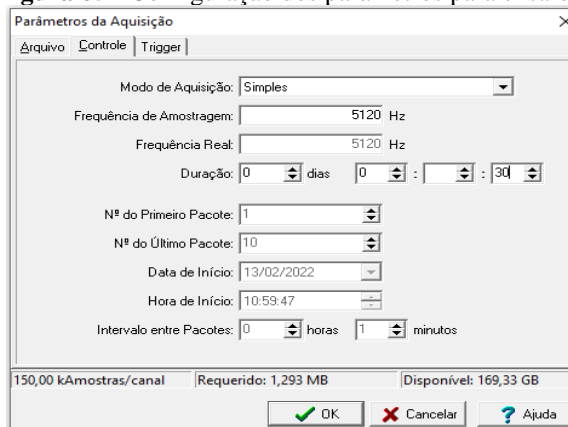 Parâmetros da Aquisição
Arquivo Controle Trigger
Modo de Aquisição: Simples
Frequência de Amostragem: 5120 Hz
Frequência Real: 5120 Hz
Duração: 0 dias 0 : : 30
Nº do Primeiro Pacote: 1
Nº do Último Pacote: 10
Data de Início: 13/02/2022
Hora de Início: 10:59:47
Intervalo entre Pacotes: 0 horas 1 minutos
150,00 kAmostras/canal Requerido: 1,293 MB Disponível: 169,33 GB
OK Cancelar Ajuda